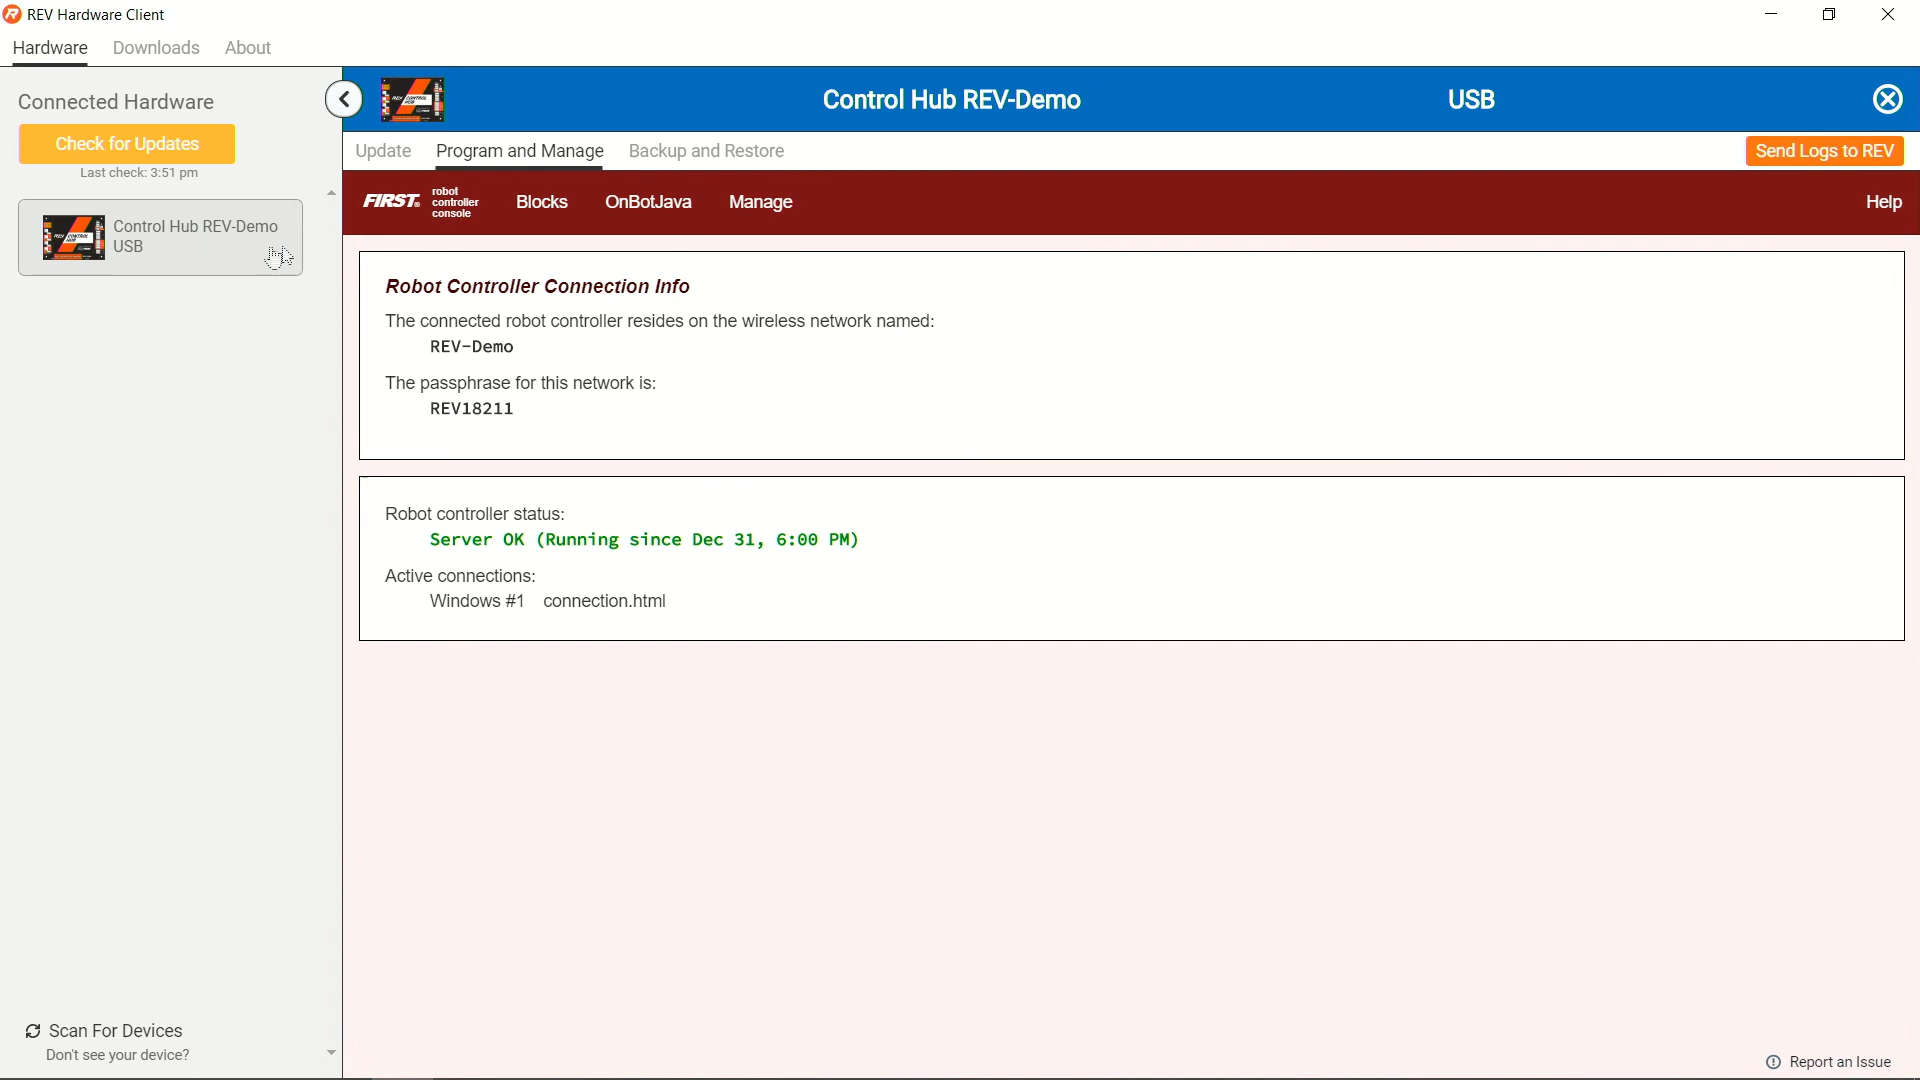 REV Hardware Client
Hardware Downloads About
Connected Hardware
Check for Updates
Last check: 3:51 pm
Control Hub REV-Demo
USB
Scan For Devices
Don't see your device?
Control Hub REV-Demo USB
Update Program and Manage Backup and Restore Send Logs to REV
FIRST. robot controller console Blocks OnBotJava Manage Help
Robot Controller Connection Info
The connected robot controller resides on the wireless network named:
REV-Demo
The passphrase for this network is:
REV18211
Robot controller status:
Server OK (Running since Dec 31, 6:00 PM)
Active connections:
Windows #1 connection.html
Report an Issue